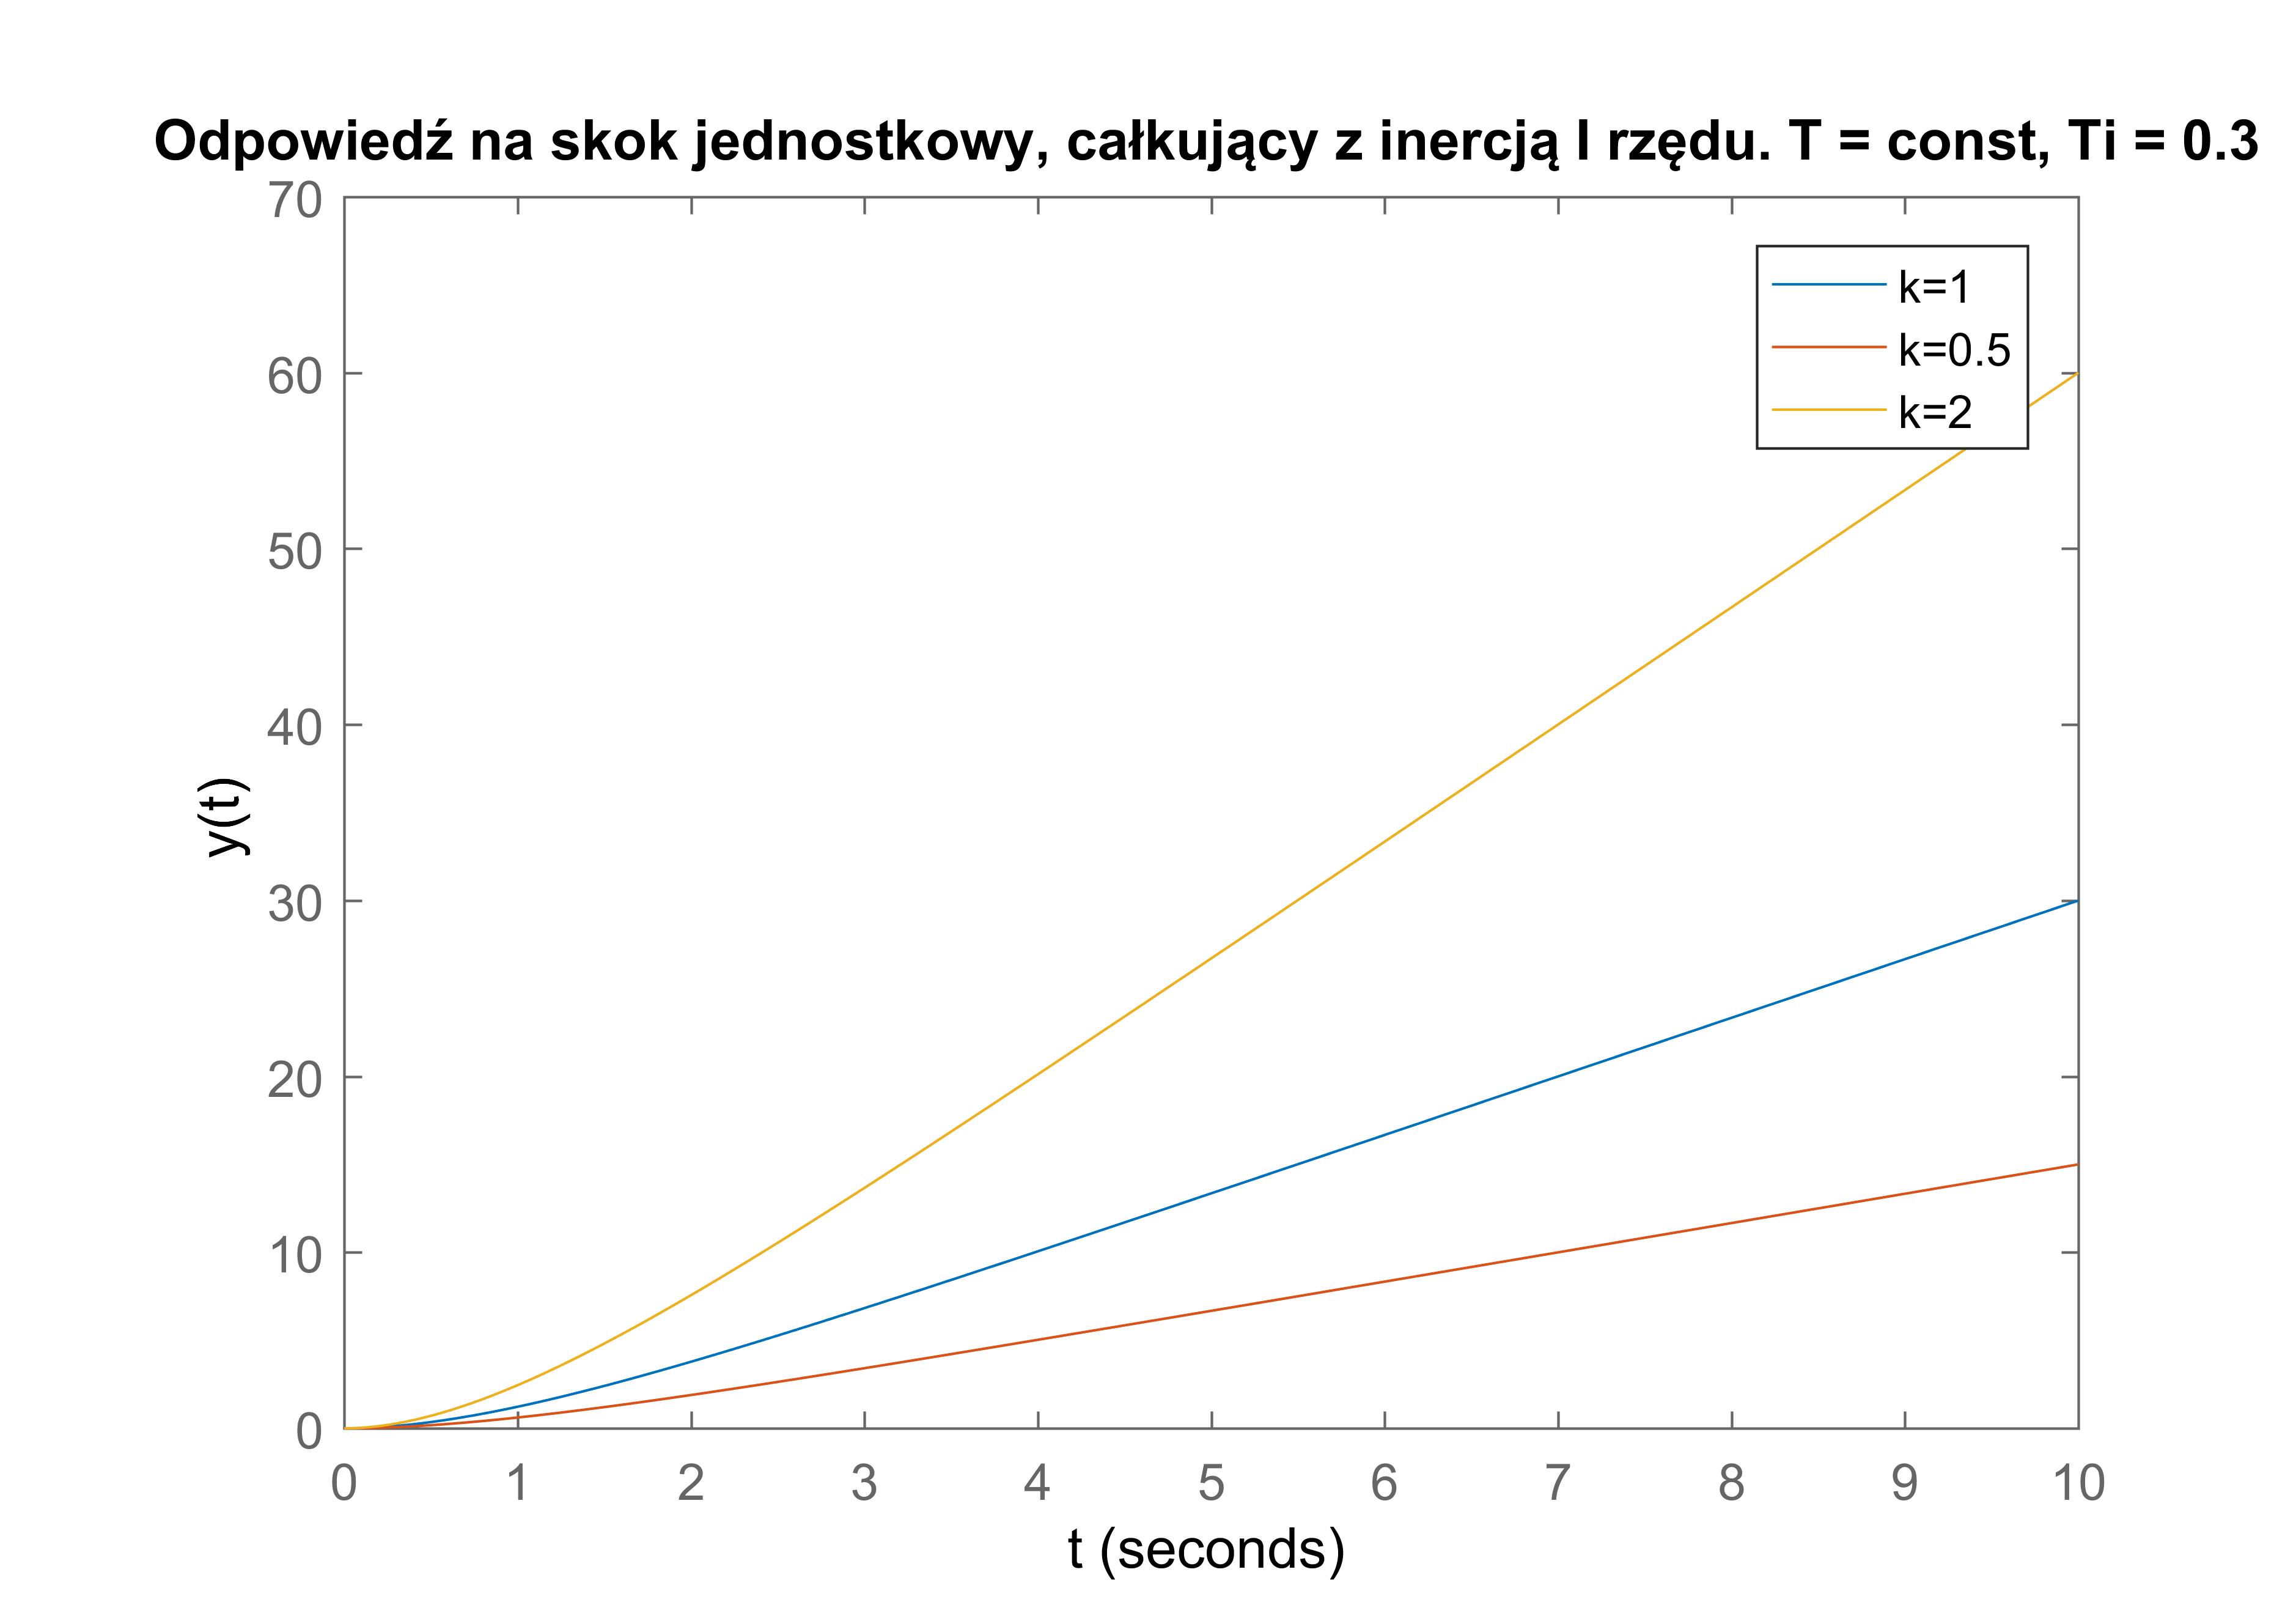 Odpowiedź na skok jednostkowy, całkujący z inercją I rzędu. T = const, Ti = 0.3
70
60
50
40
30
20
10
0
y(t)
k=1
k=0.5
k=2
0 1 2 3 4 5 6 7 8 9 10
t (seconds)